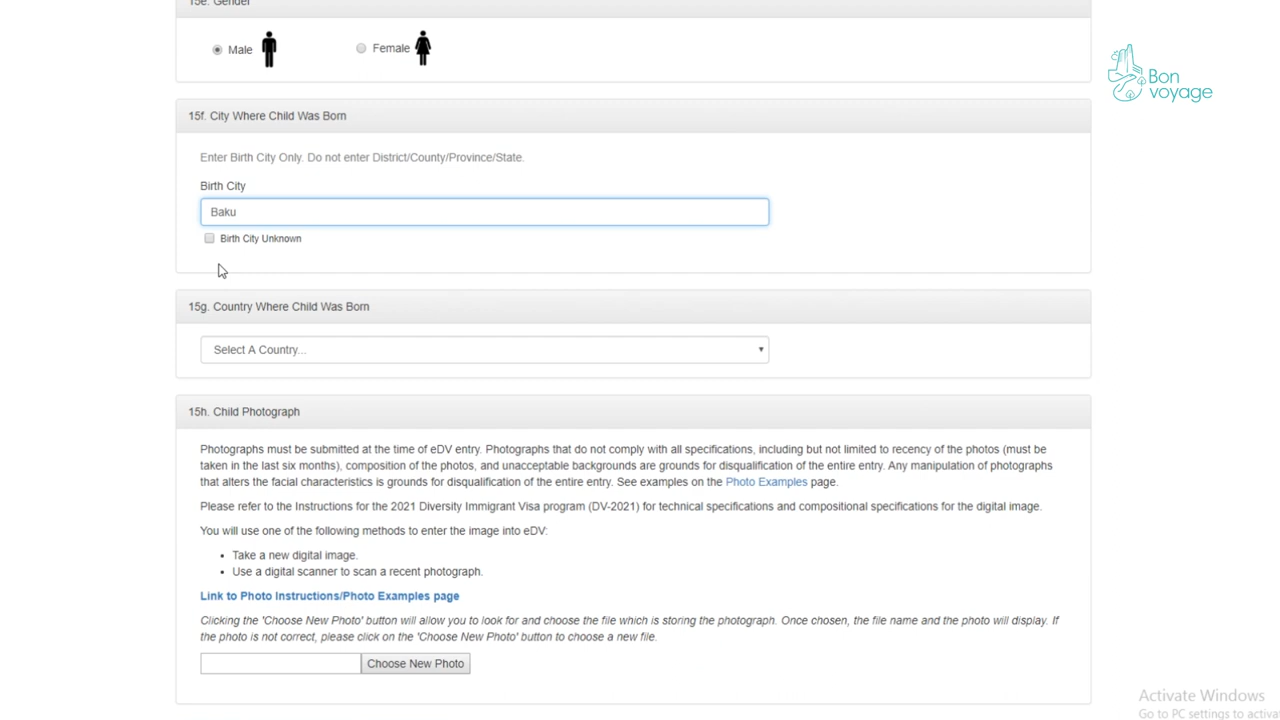 15e. Gender
Male
Female
Bon
voyage
15f. City Where Child Was Born
Enter Birth City Only. Do not enter District/County/Province/State.
Birth City
Baku
Birth City Unknown
15g. Country Where Child Was Born
Select A Country...
15h. Child Photograph
Photographs must be submitted at the time of eDV entry. Photographs that do not comply with all specifications, including but not limited to recency of the photos (must be
taken in the last six months), composition of the photos, and unacceptable backgrounds are grounds for disqualification of the entire entry. Any manipulation of photographs
that alters the facial characteristics is grounds for disqualification of the entire entry. See examples on the Photo Examples page.
Please refer to the Instructions for the 2021 Diversity Immigrant Visa program (DV-2021) for technical specifications and compositional specifications for the digital image.
You will use one of the following methods to enter the image into eDV:
• Take a new digital image.
• Use a digital scanner to scan a recent photograph.
Link to Photo Instructions/Photo Examples page
Clicking the 'Choose New Photo' button will allow you to look for and choose the file which is storing the photograph. Once chosen, the file name and the photo will display. If
the photo is not correct, please click on the 'Choose New Photo' button to choose a new file.
Choose New Photo
Activate Windows
Go to PC settings to activa